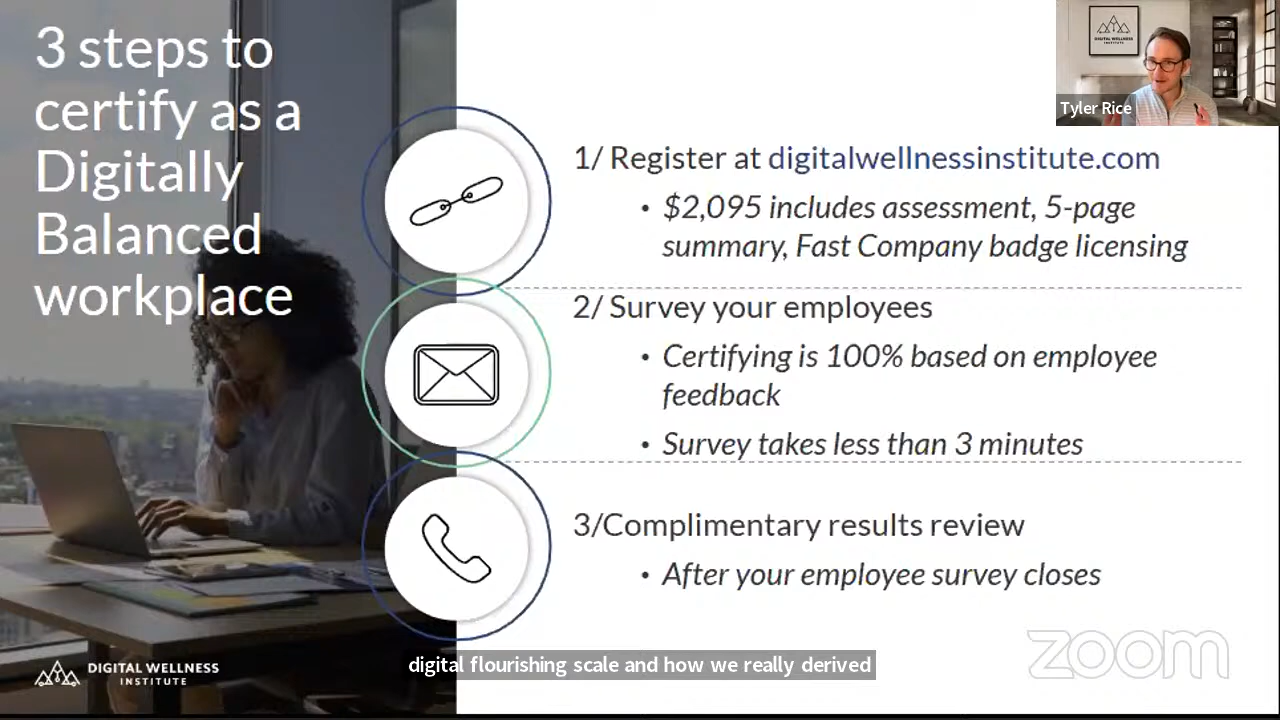 3 steps to
certify as a
Digitally
Balanced
workplace
DIGITAL WELLNESS
INSTITUTE
Tyler Rice
1/ Register at digitalwellnessinstitute.com
• $2,095 includes assessment, 5-page
summary, Fast Company badge licensing
2/ Survey your employees
• Certifying is 100% based on employee
feedback
• Survey takes less than 3 minutes
3/Complimentary results review
• After your employee survey closes
DIGITAL WELLNESS
INSTITUTE
digital flourishing scale and how we really derived
zoom